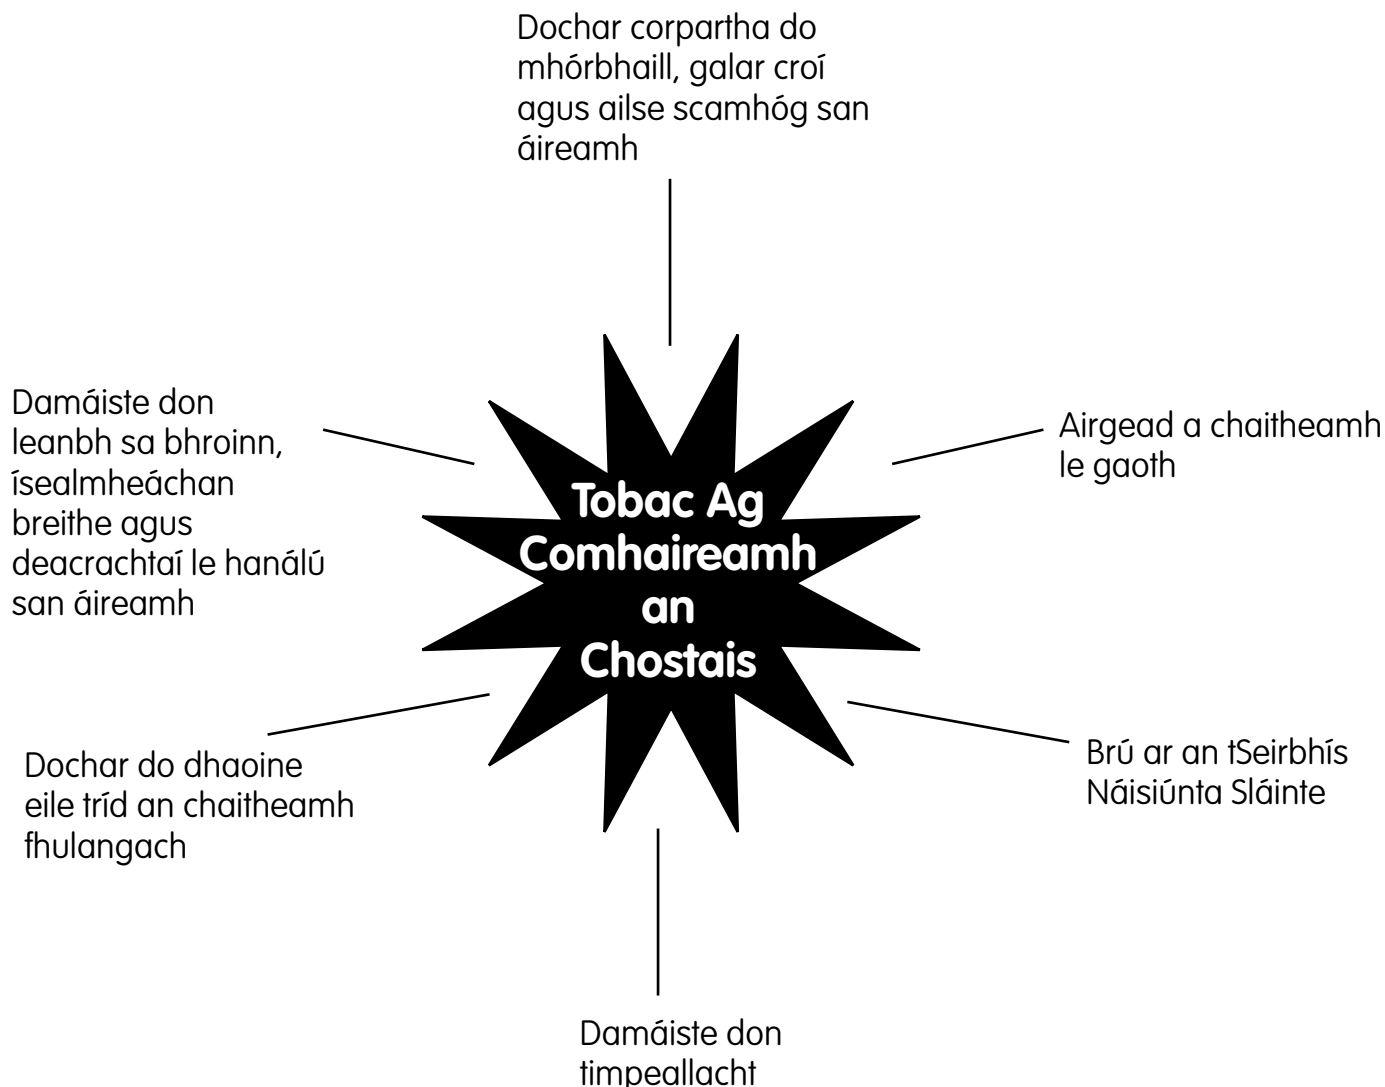 Dochar corpartha do
mhórbhaill, galar croí
agus ailse scamhóg san
áireamh
Damáiste don
leanbh sa bhroinn,
ísealmheáchan
breithe agus
deacrachtaí le hanálú
san áireamh
Airgead a chaitheamh
le gaoth
Tobac Ag
Comhaireamh
an
Chostais
Dochar do dhaoine
eile tríd an chaitheamh
fhulangach
Brú ar an tSeirbhís
Náisiúnta Sláinte
Damáiste don
timpeallacht